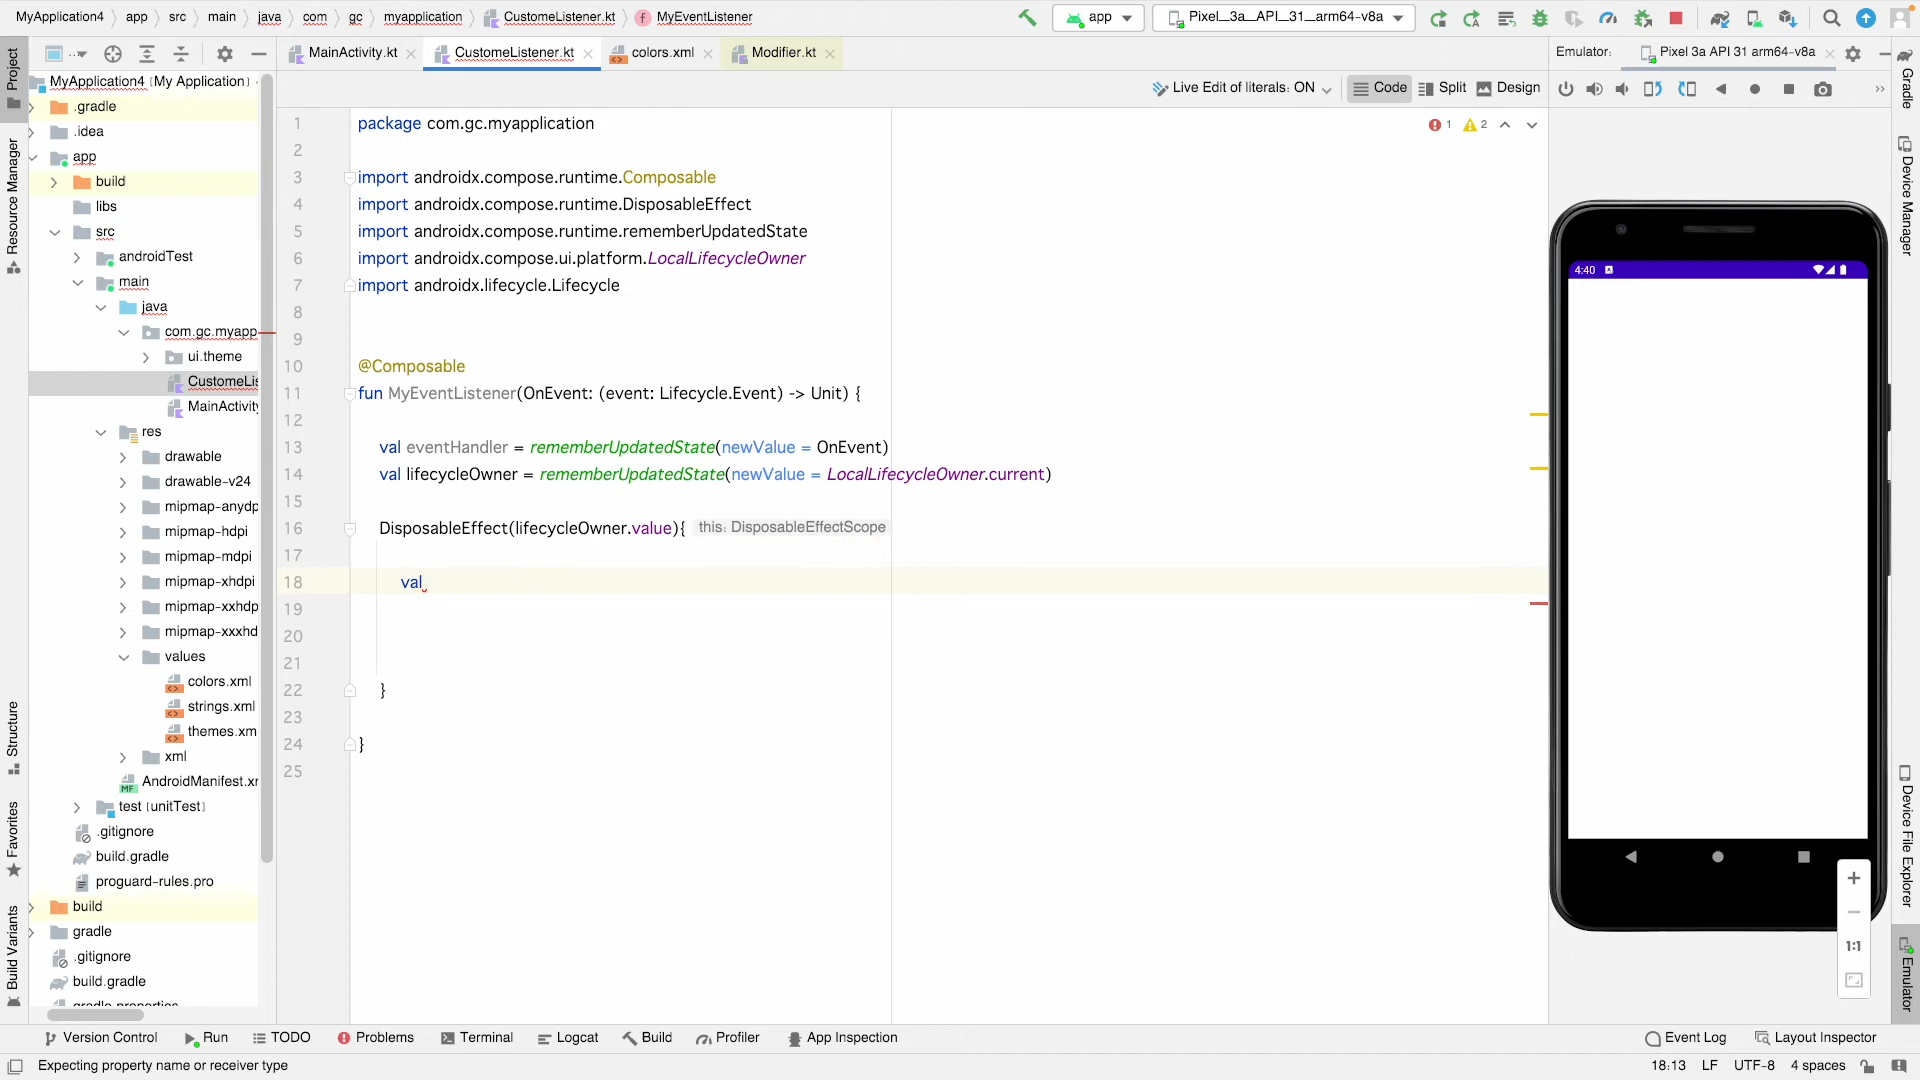 MyApplication4 app src main java com gc myapplication CustomeListener.kt MyEventListener
app Pixel_3a_API_31_arm64-v8a
MainActivity.kt CustomeListener.kt colors.xml Modifier.kt
Emulator: Pixel 3a API 31 arm64-v8a
Live Edit of literals: ON Code Split Design
Project
Resource Manager
Structure
Favorites
Build Variants
MyApplication4 [My Application]
.gradle
.idea
app
build
libs
src
androidTest
main
java
com.gc.myapp
ui.theme
CustomeLis
MainActivity
res
drawable
drawable-v24
mipmap-anydp
mipmap-hdpi
mipmap-mdpi
mipmap-xhdpi
mipmap-xxhdp
mipmap-xxxhd
values
colors.xml
strings.xml
themes.xm
xml
AndroidManifest.xr
test [unitTest]
.gitignore
build.gradle
proguard-rules.pro
build
gradle
.gitignore
build.gradle
gradle.properties
1 package com.gc.myapplication
2
3 import androidx.compose.runtime.Composable
4 import androidx.compose.runtime.DisposableEffect
5 import androidx.compose.runtime.rememberUpdatedState
6 import androidx.compose.ui.platform.LocalLifecycleOwner
7 import androidx.lifecycle.Lifecycle
8
9
10 @Composable
11 fun MyEventListener(OnEvent: (event: Lifecycle.Event) -> Unit) {
12
13 val eventHandler = rememberUpdatedState(newValue = OnEvent)
14 val lifecycleOwner = rememberUpdatedState(newValue = LocalLifecycleOwner.current)
15
16 DisposableEffect(lifecycleOwner.value){ this: DisposableEffectScope
17
18 val
19
20
21
22 }
23
24 }
25
1 2
4:40 A
+
−
1:1
Gradle
Device Manager
Device File Explorer
Emulator
Version Control Run TODO Problems Terminal Logcat Build Profiler App Inspection Event Log Layout Inspector
Expecting property name or receiver type 18:13 LF UTF-8 4 spaces